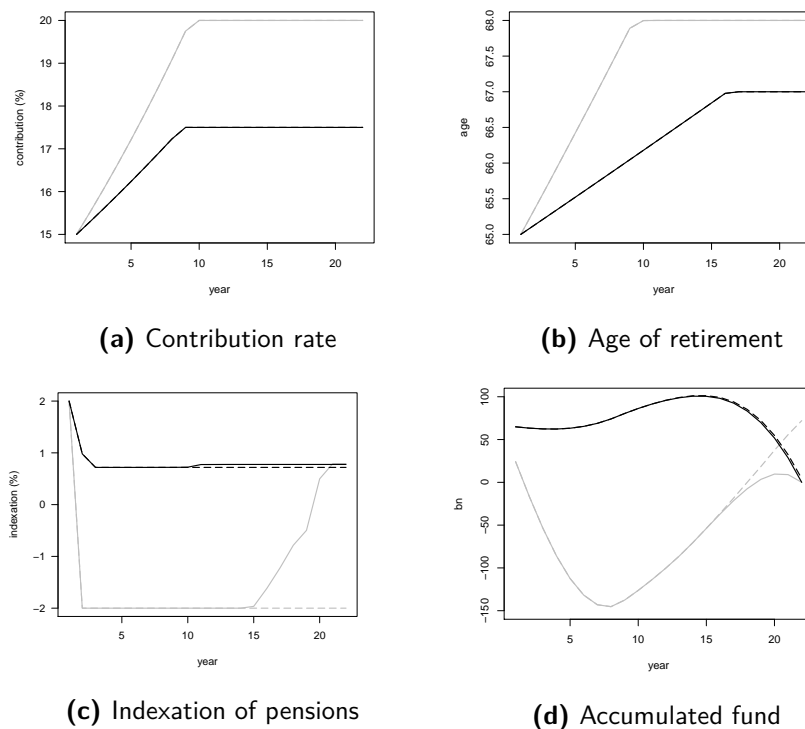 20
19
18
17
16
15
contribution (%)
5 10 15 20
year
(a) Contribution rate
68.0
67.5
67.0
66.5
66.0
65.5
65.0
age
5 10 15 20
year
(b) Age of retirement
2
1
0
−1
−2
indexation (%)
5 10 15 20
year
(c) Indexation of pensions
100
50
0
−50
−100
−150
bn
5 10 15 20
year
(d) Accumulated fund